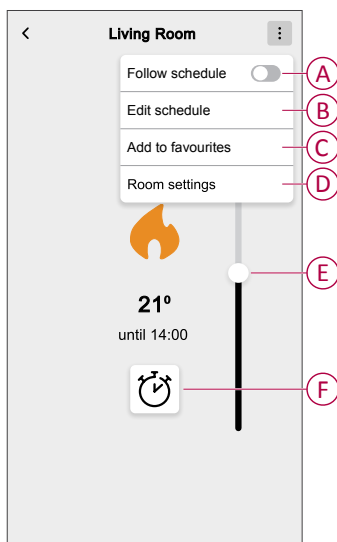 Living Room
Follow schedule
A
Edit schedule
B
Add to favourites
C
Room settings
D
E
21º
until 14:00
F